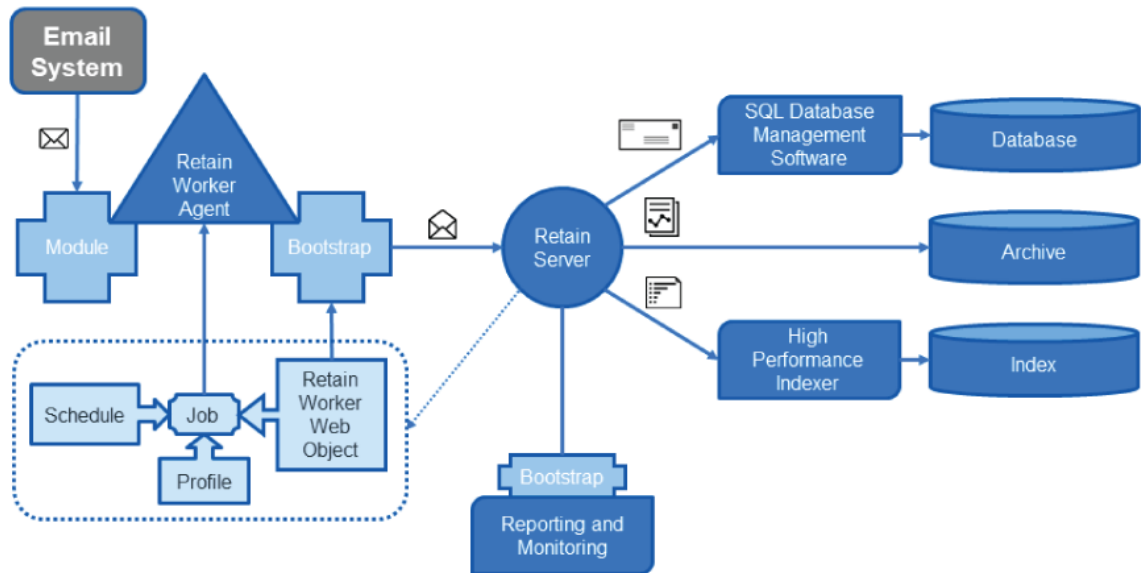 Email
System
Retain
Worker
Agent
Module
Bootstrap
Retain
Server
SQL Database
Management
Software
Database
Archive
High
Performance
Indexer
Index
Schedule
Job
Retain
Worker
Web
Object
Profile
Bootstrap
Reporting and
Monitoring